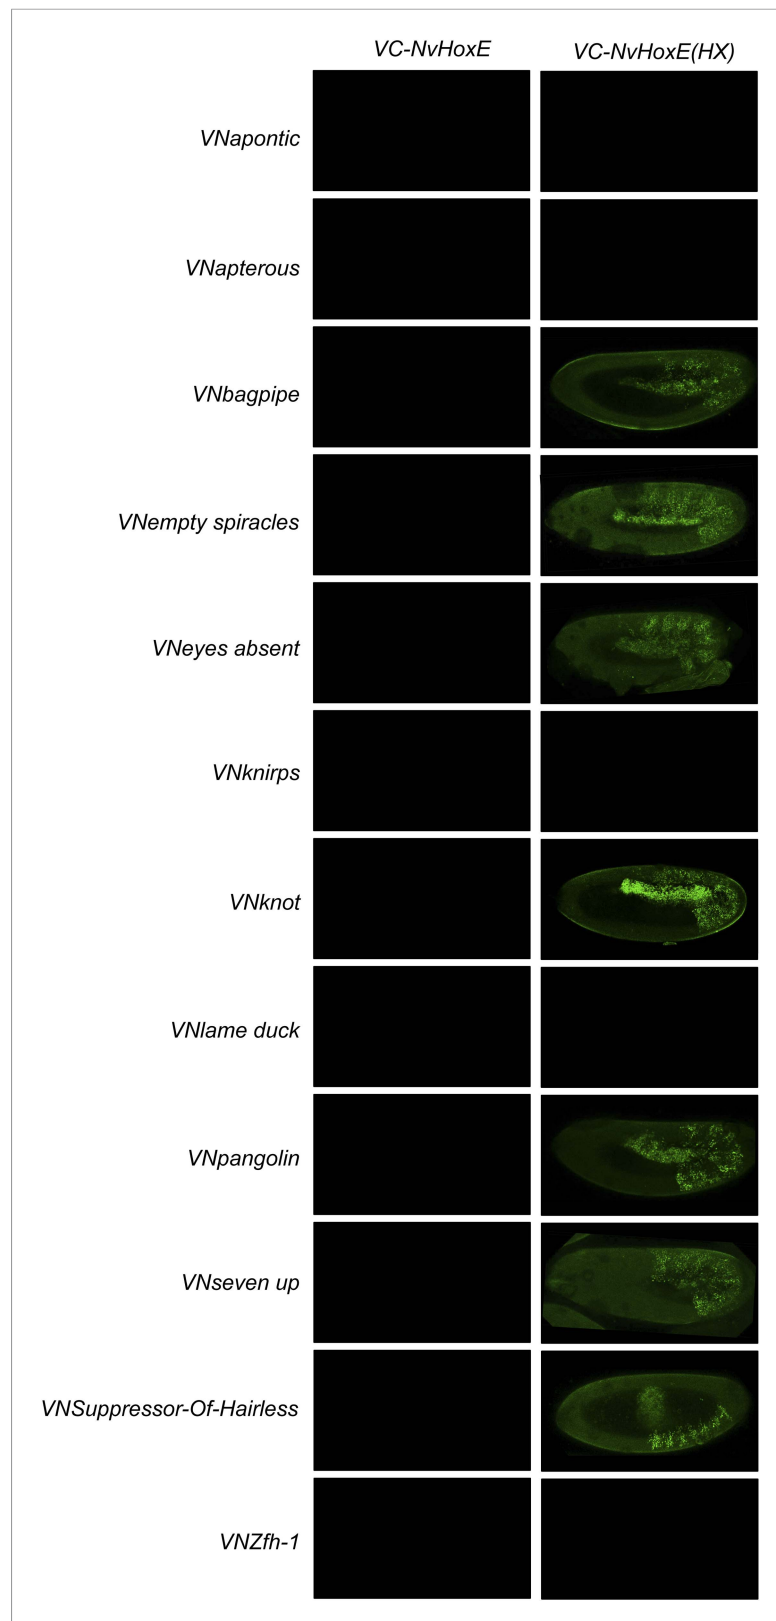 VC-NvHoxE
VC-NvHoxE(HX)
VNapontic
VNapterous
VNbagpipe
VNempty spiracles
VNeyes absent
VNknirps
VNknot
VNlame duck
VNpangolin
VNseven up
VNSuppressor-Of-Hairless
VNZfh-1